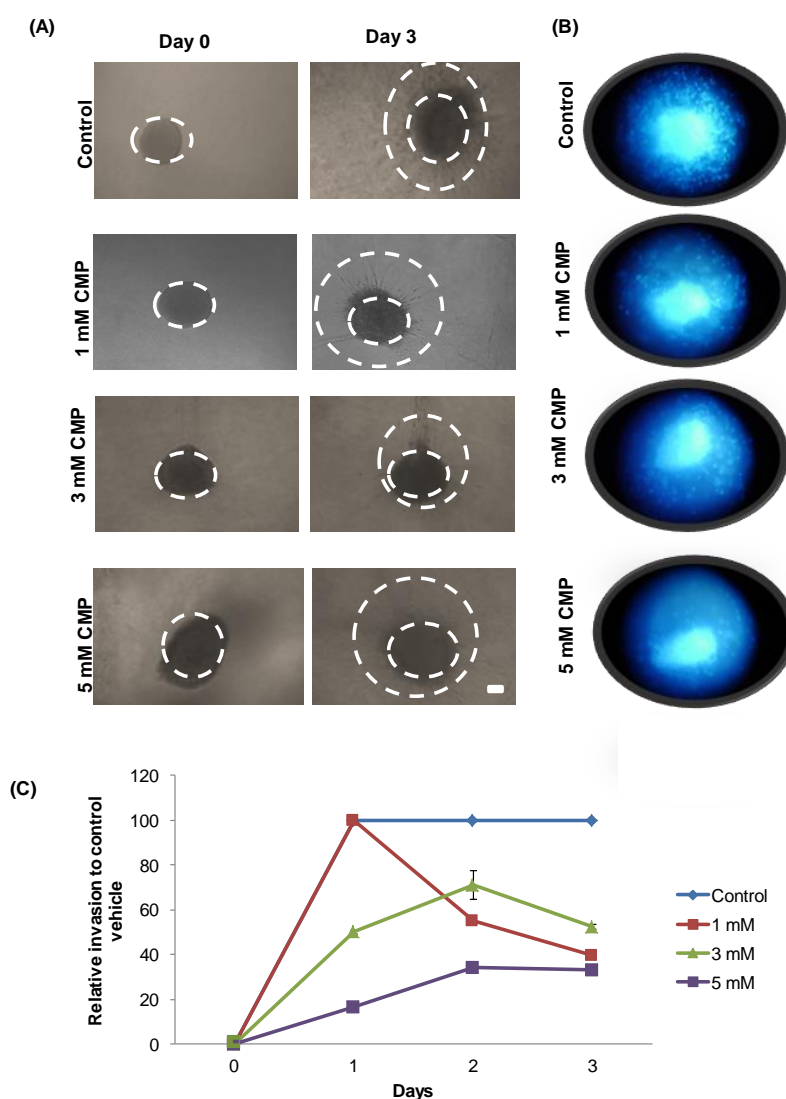 (A)
Day 0
Day 3
(B)
Control
Control
1 mM CMP
1 mM CMP
3 mM CMP
3 mM CMP
5 mM CMP
5 mM CMP
(C)
Relative invasion to control
vehicle
120
100
80
60
40
20
0
0
1
2
3
Days
Control
1 mM
3 mM
5 mM